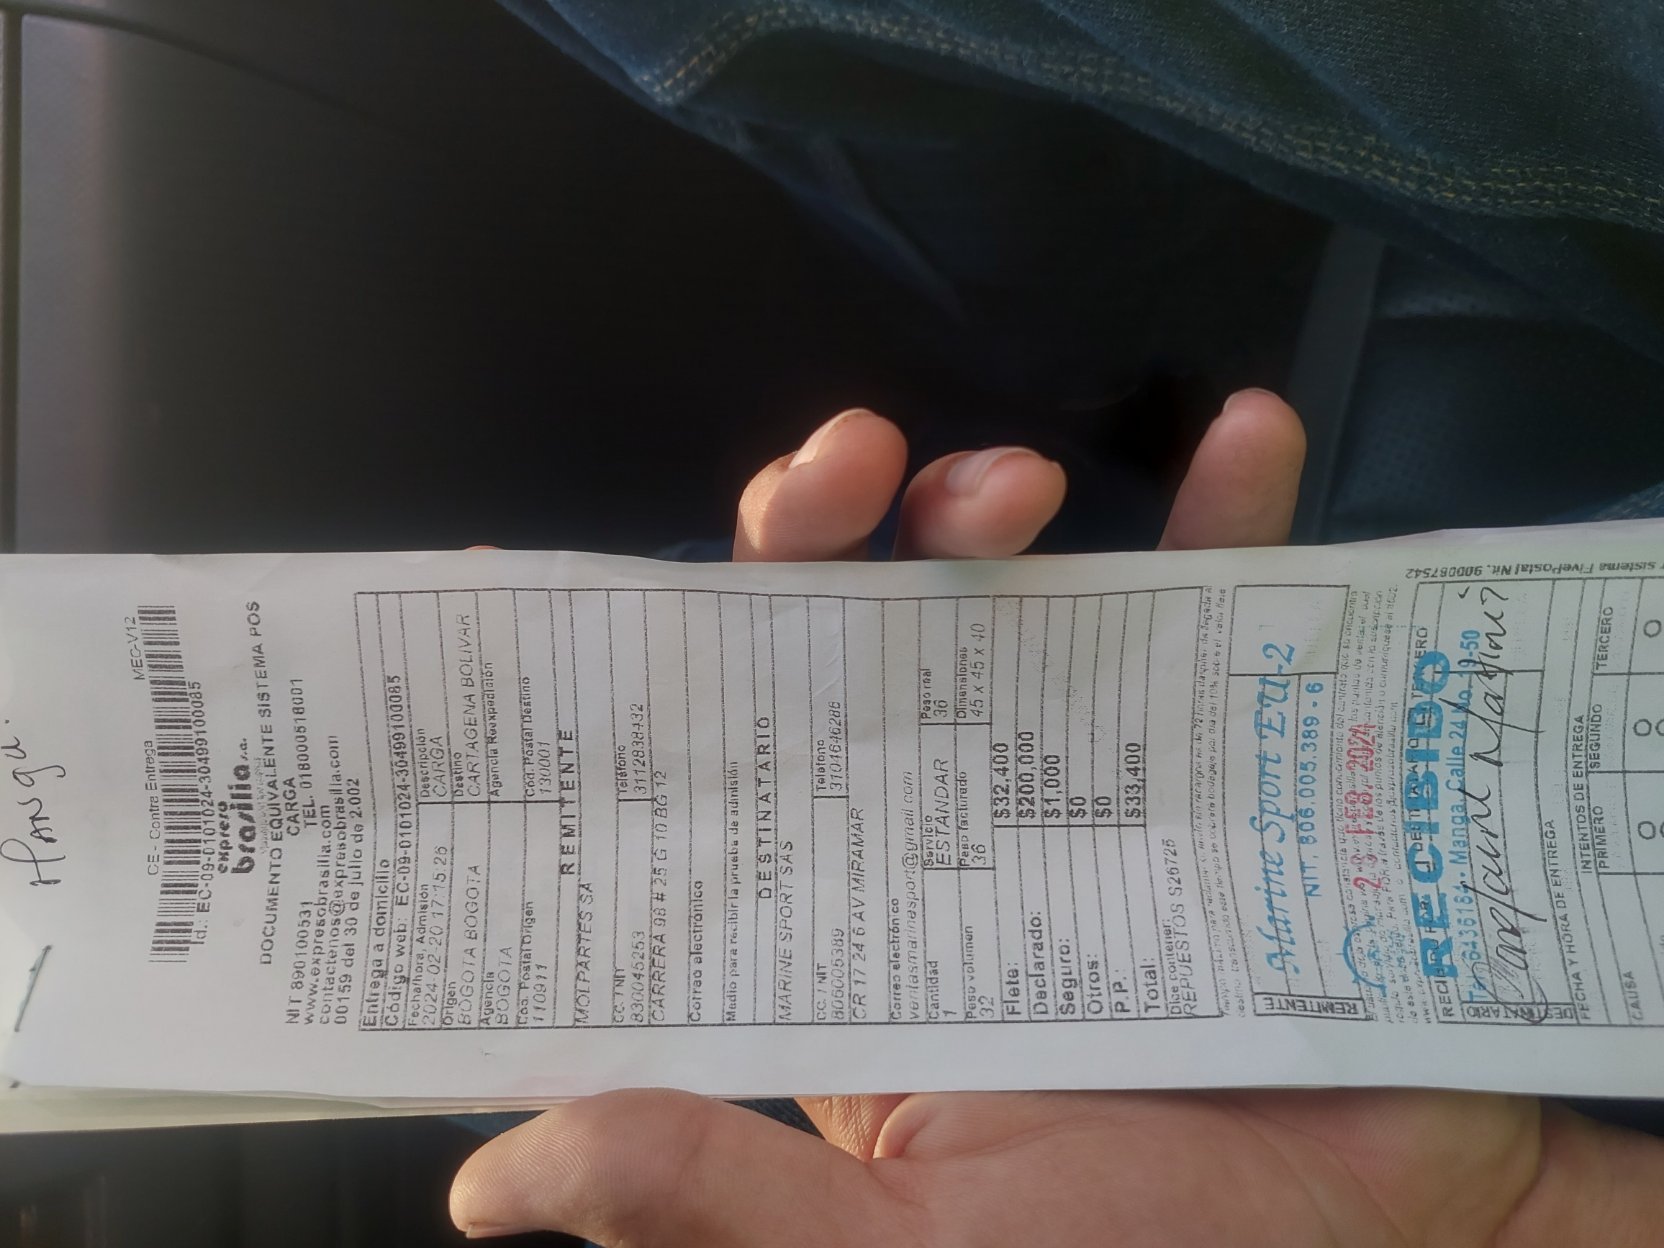 Manga.
CE - Contra Entrega MEC-V12
Id.: EC-09-0101024-30499100085
expreso
brasilia s.a.
DOCUMENTO EQUIVALENTE SISTEMA POS
CARGA
NIT 890100531 TEL. 018000518001
www.expresobrasilia.com
contactenos@expresobrasilia.com
00159 del 30 de julio de 2.002
Entrega a domicilio
Código web: EC-09-0101024-30499100085
Fecha/hora, Admisión Descripción
2024-02-20 17:15:25 CARGA
Origen Destino
BOGOTA BOGOTA CARTAGENA BOLIVAR
Agencia Agencia Reexpedición
BOGOTA
Cód. Postal Origen Cód. Postal Destino
110911 130001
REMITENTE
MOLPARTES SA
CC. / NIT Teléfono
830045253 3112838432
CARRERA 98 # 25 G 10 BG 12
Correo electrónico
Medio para recibir la prueba de admisión
DESTINATARIO
MARINE SPORT SAS
CC. / NIT Teléfono
806005389 3104646286
CR 17 24 6 AV MIRAMAR
Correo electrónico
ventasmarinasport@gmail.com
Cantidad Servicio Peso real
1 ESTANDAR 36
Peso volumen Peso facturado Dimensiones
32 36 45 x 45 x 40
Flete: $32,400
Declarado: $200,000
Seguro: $1,000
Otros: $0
P.P.: $0
Total: $33,400
Dice contener:
REPUESTOS S26725
REMITENTE
Marine Sport EU-2
NIT. 806.005.389 - 6
23 FEB 2024
RECIBIDO
Manga, Calle 24 No. 19-50
FECHA Y HORA DE ENTREGA
INTENTOS DE ENTREGA
PRIMERO SEGUNDO TERCERO
CAUSA
sistema FivePostal Nit. 900087542